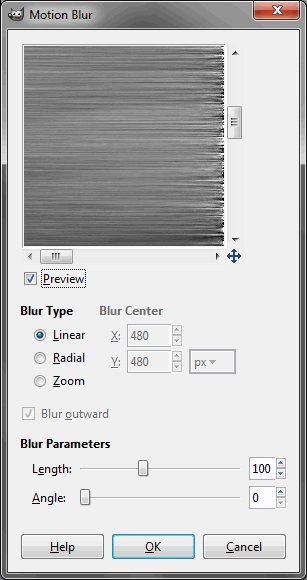 Motion Blur
Preview
Blur Type Blur Center
Linear X: 480
Radial Y: 480 px
Zoom
Blur outward
Blur Parameters
Length: 100
Angle: 0
Help OK Cancel